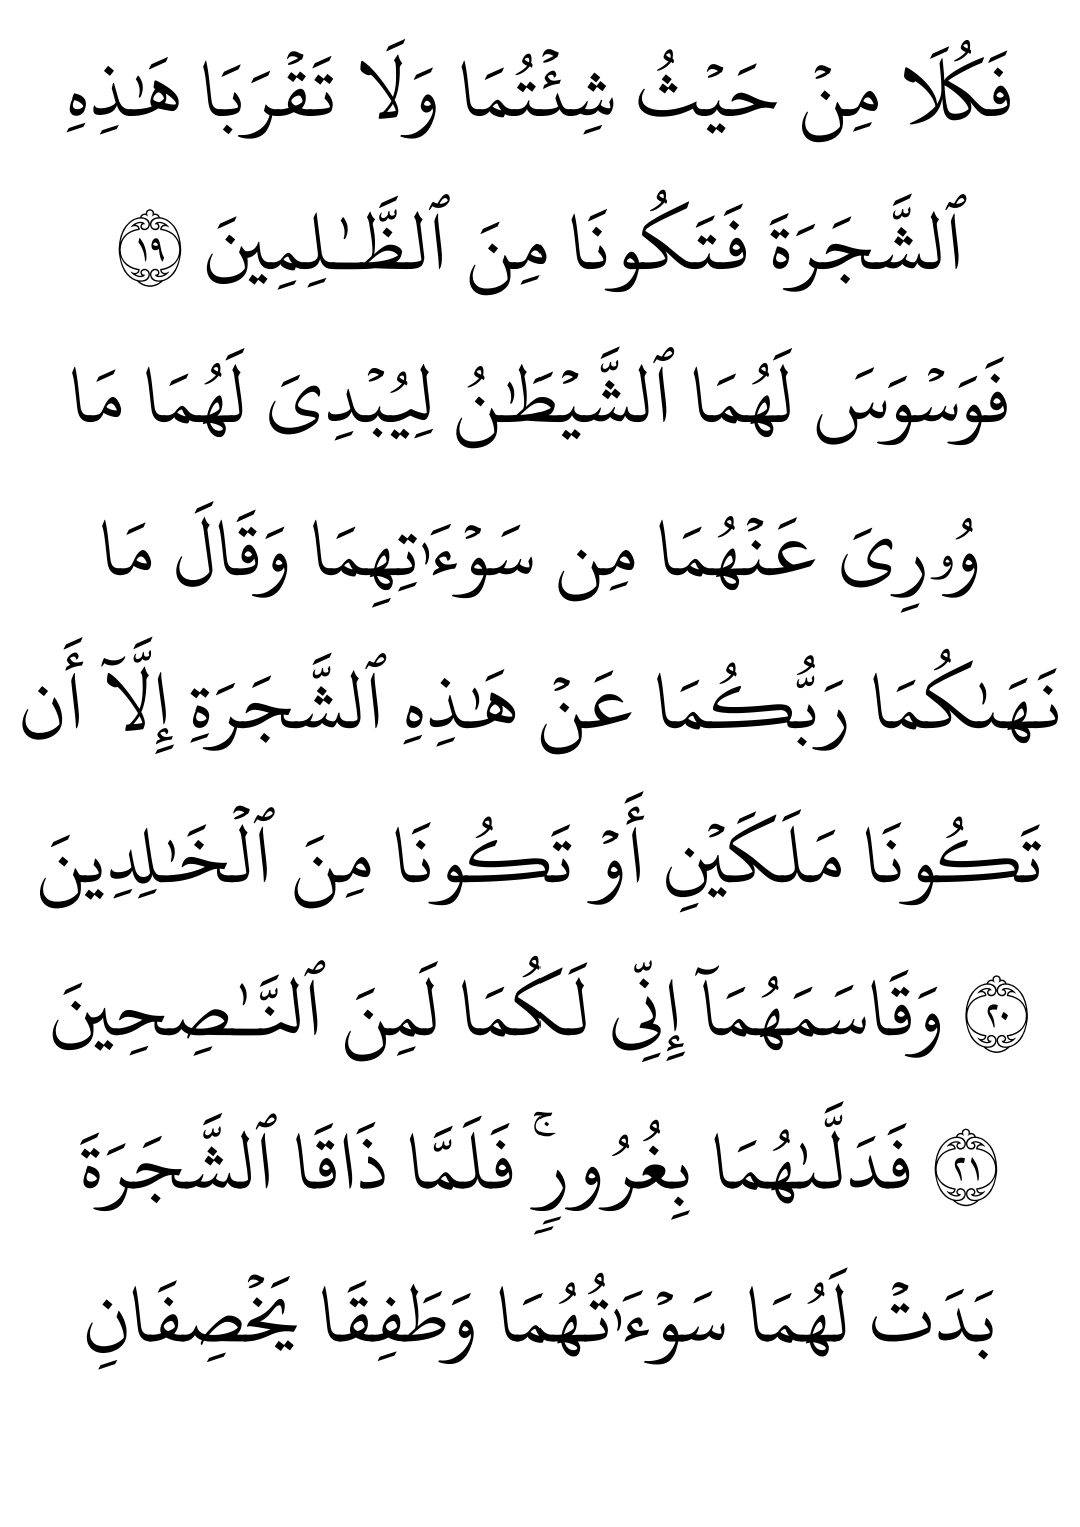 فَكُلَا مِنۡ حَيۡثُ شِئۡتُمَا وَلَا تَقۡرَبَا هَٰذِهِ
ٱلشَّجَرَةَ فَتَكُونَا مِنَ ٱلظَّـٰلِمِينَ ١٩
فَوَسۡوَسَ لَهُمَا ٱلشَّيۡطَٰنُ لِيُبۡدِىَ لَهُمَا مَا
وُۥرِىَ عَنۡهُمَا مِن سَوۡءَٰتِهِمَا وَقَالَ مَا
نَهَىٰكُمَا رَبُّكُمَا عَنۡ هَٰذِهِ ٱلشَّجَرَةِ إِلَّآ أَن
تَكُونَا مَلَكَيۡنِ أَوۡ تَكُونَا مِنَ ٱلۡخَٰلِدِينَ
٢٠ وَقَاسَمَهُمَآ إِنِّى لَكُمَا لَمِنَ ٱلنَّـٰصِحِينَ
٢١ فَدَلَّىٰهُمَا بِغُرُورٍۚ فَلَمَّا ذَاقَا ٱلشَّجَرَةَ
بَدَتۡ لَهُمَا سَوۡءَٰتُهُمَا وَطَفِقَا يَخۡصِفَانِ